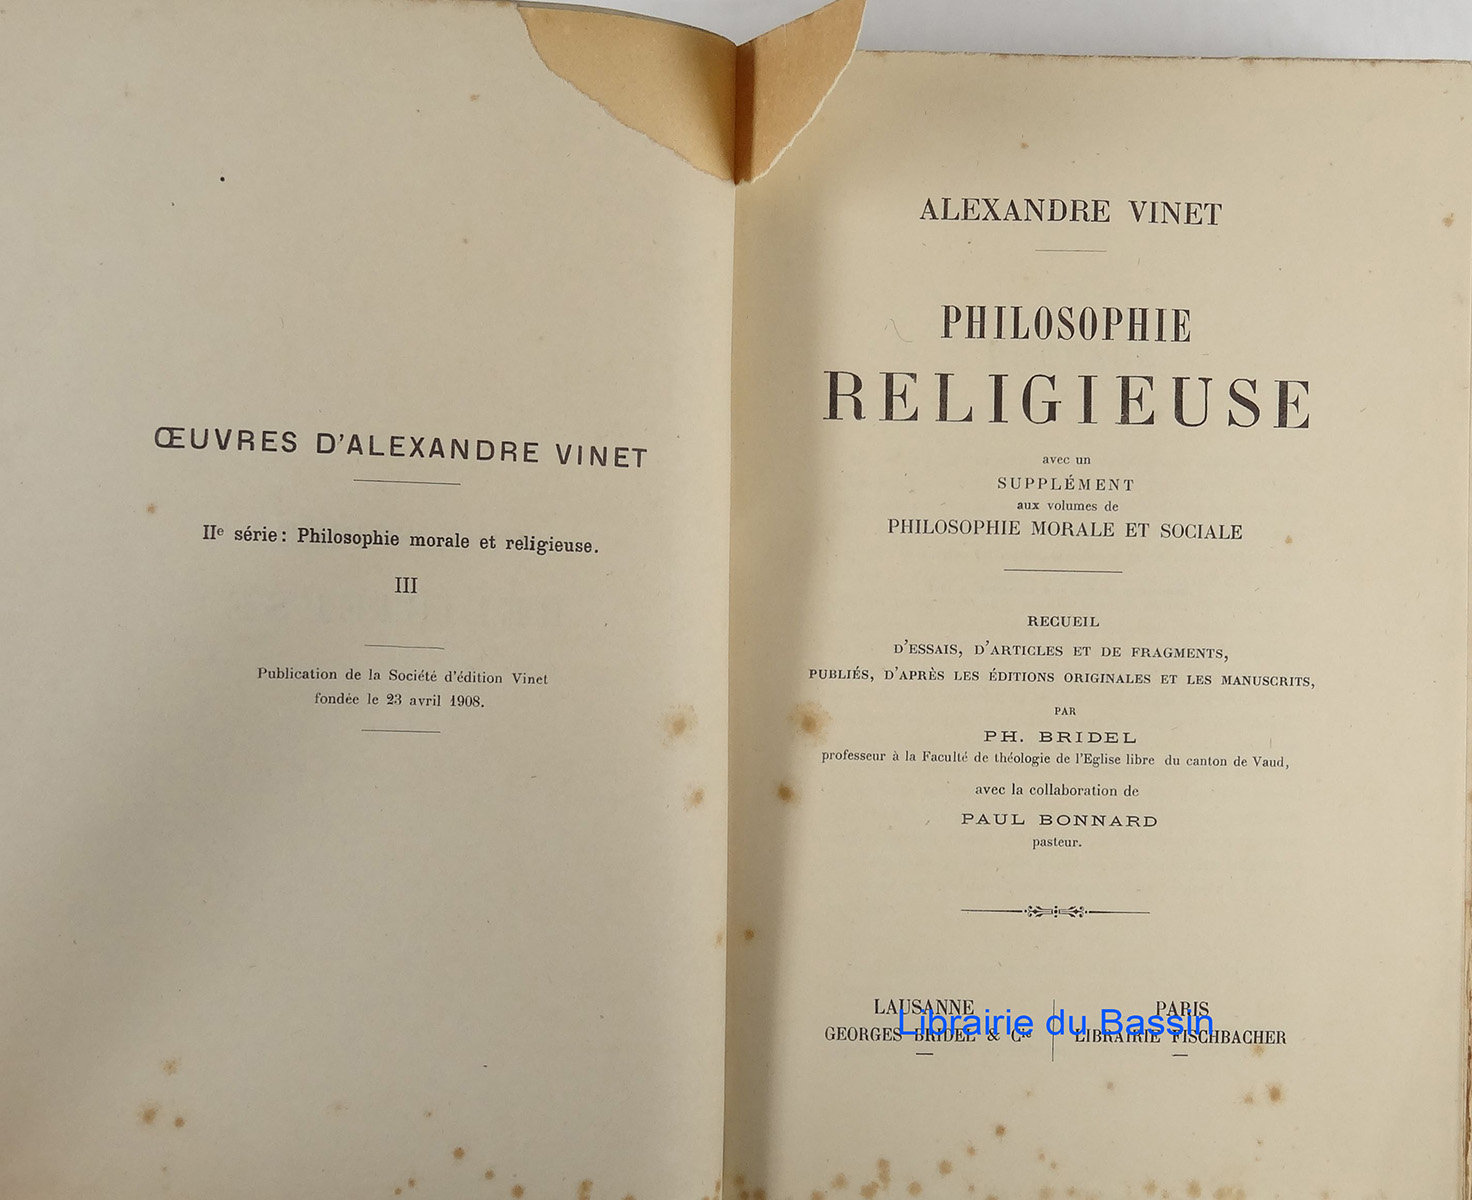 ŒUVRES D'ALEXANDRE VINET
IIe série: Philosophie morale et religieuse.
III
Publication de la Société d'édition Vinet
fondée le 23 avril 1908.
ALEXANDRE VINET
PHILOSOPHIE
RELIGIEUSE
avec un
SUPPLÉMENT
aux volumes de
PHILOSOPHIE MORALE ET SOCIALE
RECUEIL
D'ESSAIS, D'ARTICLES ET DE FRAGMENTS,
PUBLIÉS, D'APRÈS LES ÉDITIONS ORIGINALES ET LES MANUSCRITS,
PAR
PH. BRIDEL
professeur à la Faculté de théologie de l'Eglise libre du canton de Vaud,
avec la collaboration de
PAUL BONNARD
pasteur.
LAUSANNE
GEORGES BRIDEL & Cie
PARIS
LIBRAIRIE FISCHBACHER
Librairie du Bassin